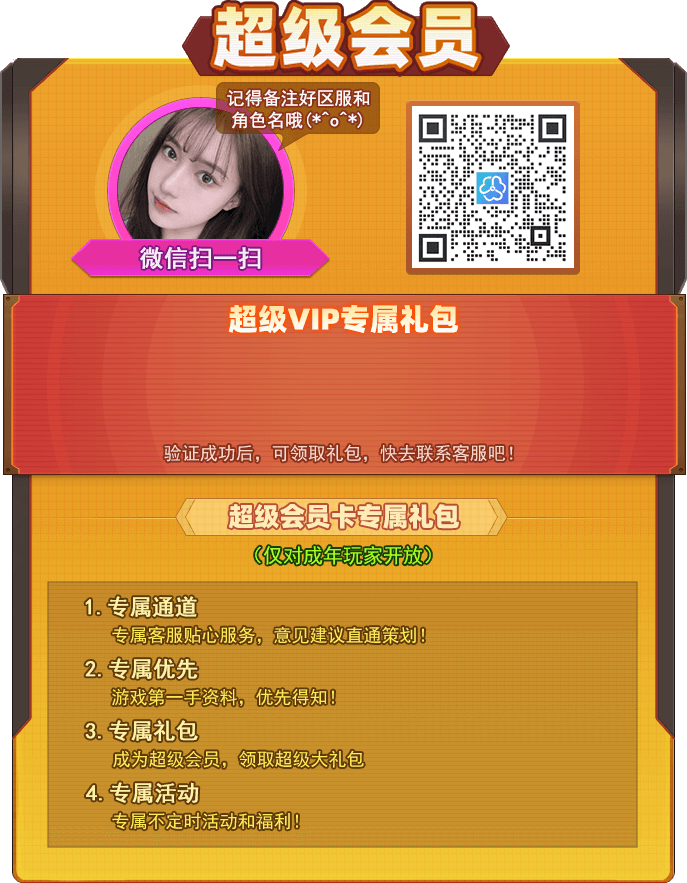 超级会员
记得备注好区服和
角色名哦(*^o^*)
微信扫一扫
超级VIP专属礼包
验证成功后，可领取礼包，快去联系客服吧！
超级会员卡专属礼包
（仅对成年玩家开放）
1.专属通道
专属客服贴心服务，意见建议直通策划！
2.专属优先
游戏第一手资料，优先得知！
3.专属礼包
成为超级会员，领取超级大礼包
4.专属活动
专属不定时活动和福利！